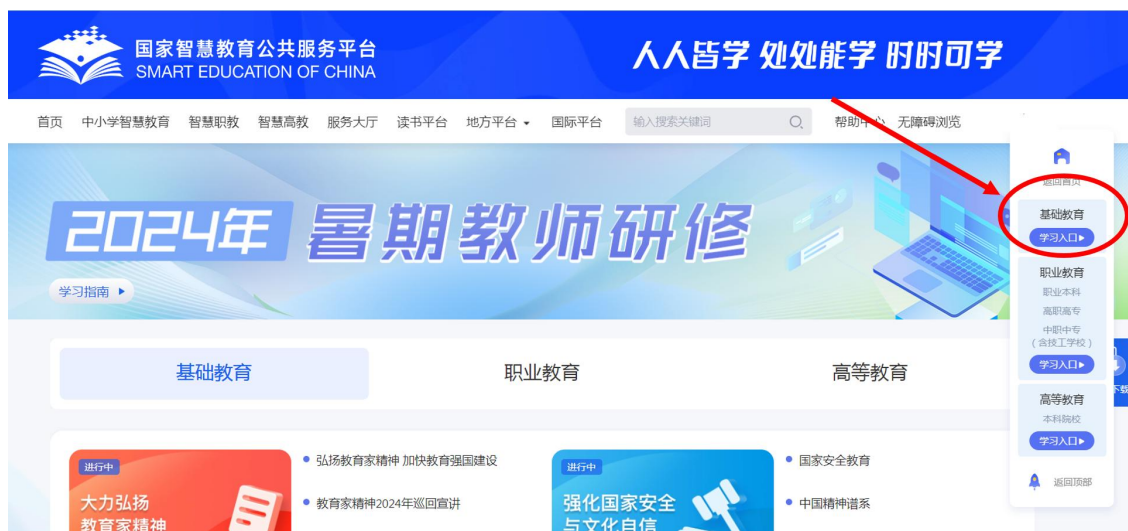 国家智慧教育公共服务平台
SMART EDUCATION OF CHINA
人人皆学 处处能学 时时可学
首页 中小学智慧教育 智慧职教 智慧高教 服务大厅 读书平台 地方平台 国际平台 输入搜索关键词 帮助中心 无障碍浏览
2024年 暑期教师研修
学习指南
返回首页
基础教育
学习入口
职业教育
职业本科
高职高专
中职中专
(含技工学校)
学习入口
高等教育
本科院校
学习入口
返回顶部
基础教育 职业教育 高等教育
进行中
大力弘扬
教育家精神
弘扬教育家精神 加快教育强国建设
教育家精神2024年巡回宣讲
进行中
强化国家安全
与文化自信
国家安全教育
中国精神谱系